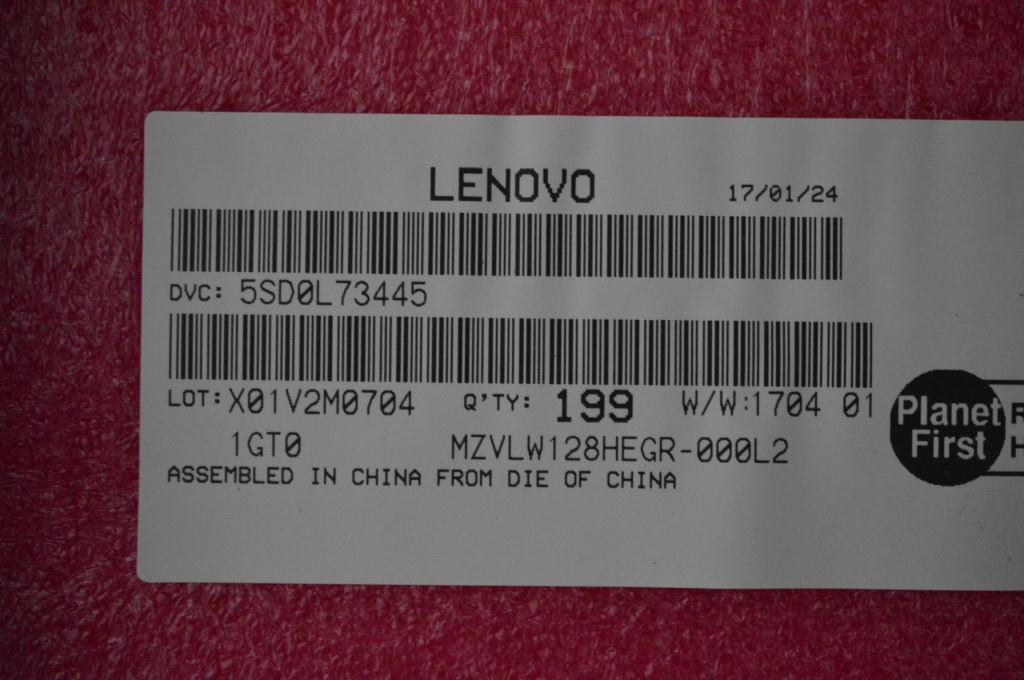 LENOVO 17/01/24
DVC: 5SD0L73445
LOT: X01V2M0704 Q'TY: 199 W/W:1704 01
1GT0 MZVLW128HEGR-000L2
ASSEMBLED IN CHINA FROM DIE OF CHINA
Planet
First